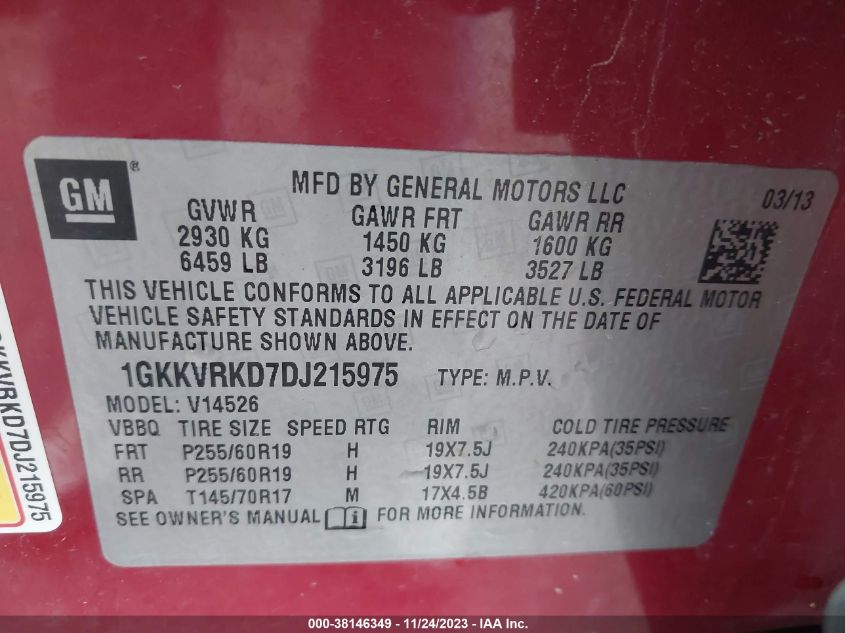 GM ®
MFD BY GENERAL MOTORS LLC
03/13
GVWR GAWR FRT GAWR RR
2930 KG 1450 KG 1600 KG
6459 LB 3196 LB 3527 LB
THIS VEHICLE CONFORMS TO ALL APPLICABLE U.S. FEDERAL MOTOR
VEHICLE SAFETY STANDARDS IN EFFECT ON THE DATE OF
MANUFACTURE SHOWN ABOVE.
1GKKVRKD7DJ215975 TYPE: M.P.V.
MODEL: V14526
VBBQ TIRE SIZE SPEED RTG RIM COLD TIRE PRESSURE
FRT P255/60R19 H 19X7.5J 240KPA(35PSI)
RR P255/60R19 H 19X7.5J 240KPA(35PSI)
SPA T145/70R17 M 17X4.5B 420KPA(60PSI)
SEE OWNER'S MANUAL i FOR MORE INFORMATION.
KKVRKD7DJ215975
000-38146349 - 11/24/2023 - IAA Inc.